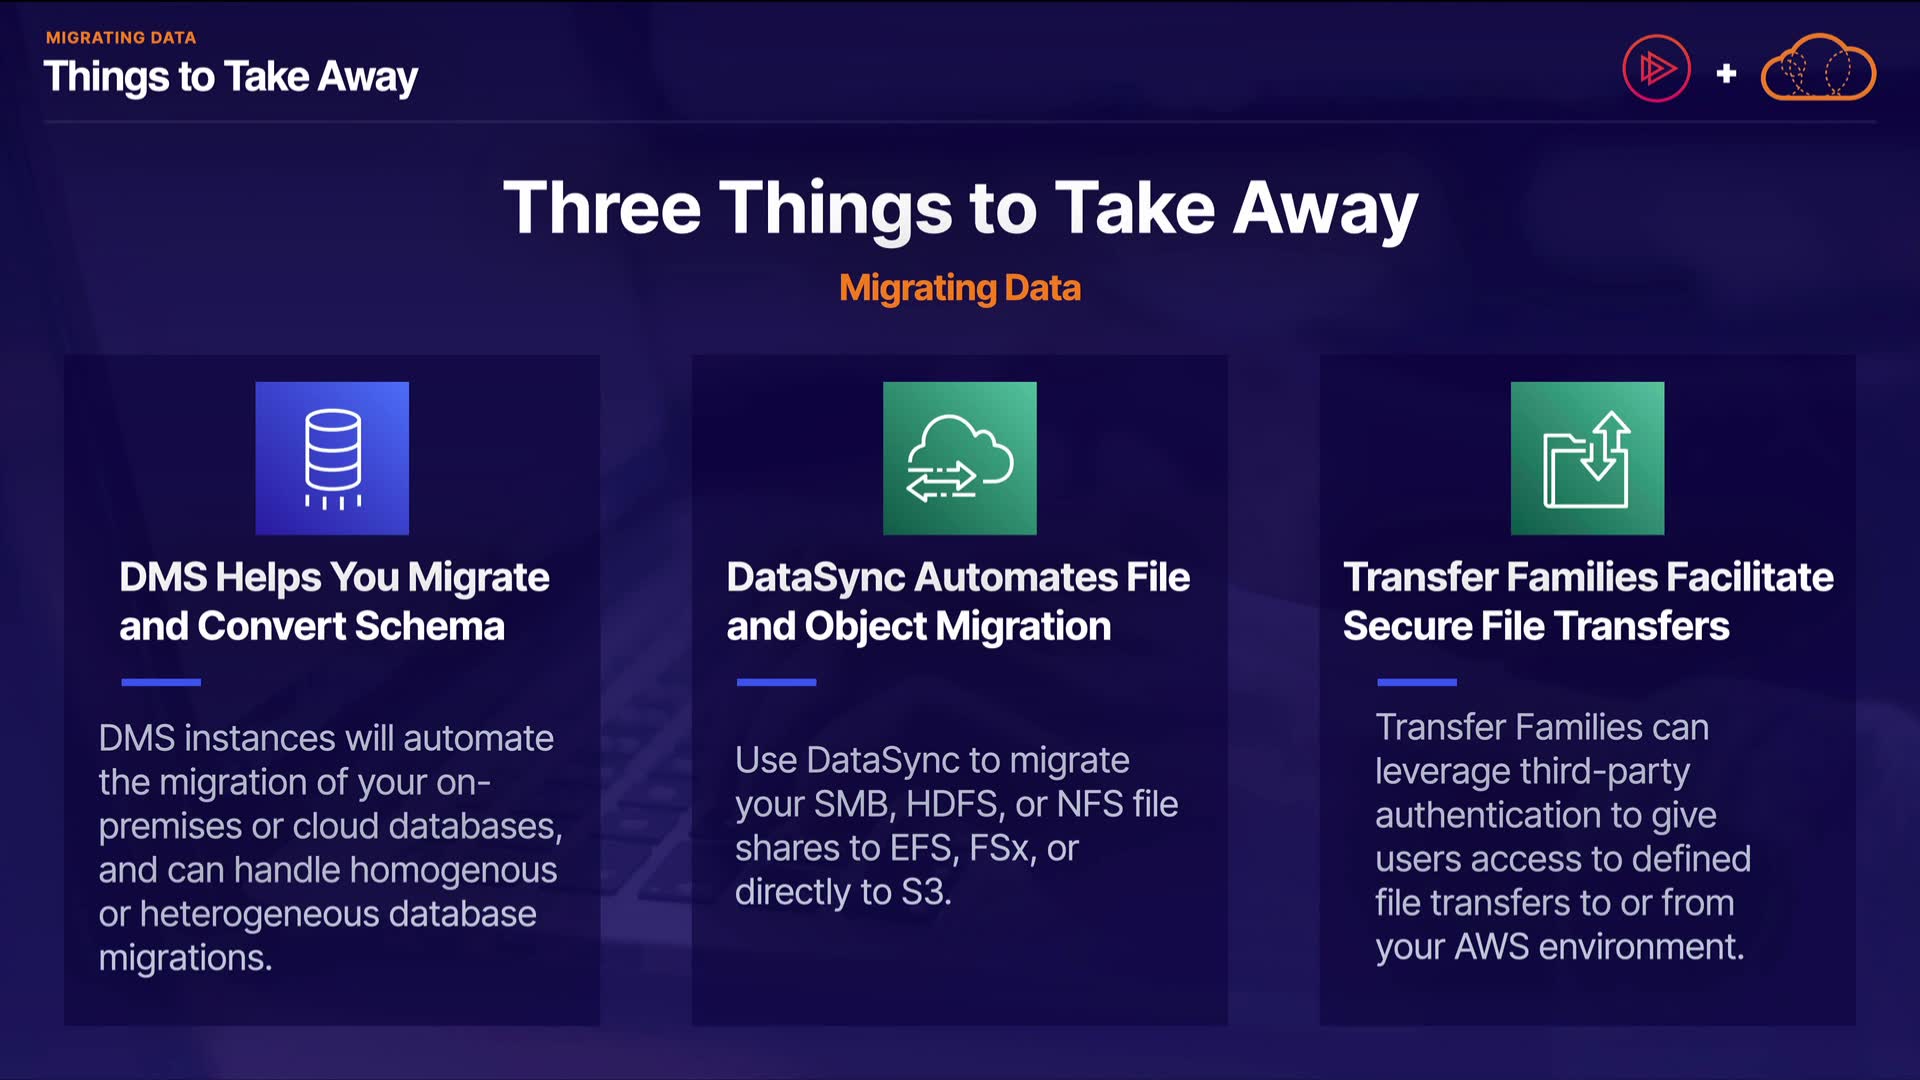 MIGRATING DATA
Things to Take Away
Three Things to Take Away
Migrating Data
DMS Helps You Migrate
and Convert Schema
DMS instances will automate
the migration of your on-
premises or cloud databases,
and can handle homogenous
or heterogeneous database
migrations.
DataSync Automates File
and Object Migration
Use DataSync to migrate
your SMB, HDFS, or NFS file
shares to EFS, FSx, or
directly to S3.
Transfer Families Facilitate
Secure File Transfers
Transfer Families can
leverage third-party
authentication to give
users access to defined
file transfers to or from
your AWS environment.